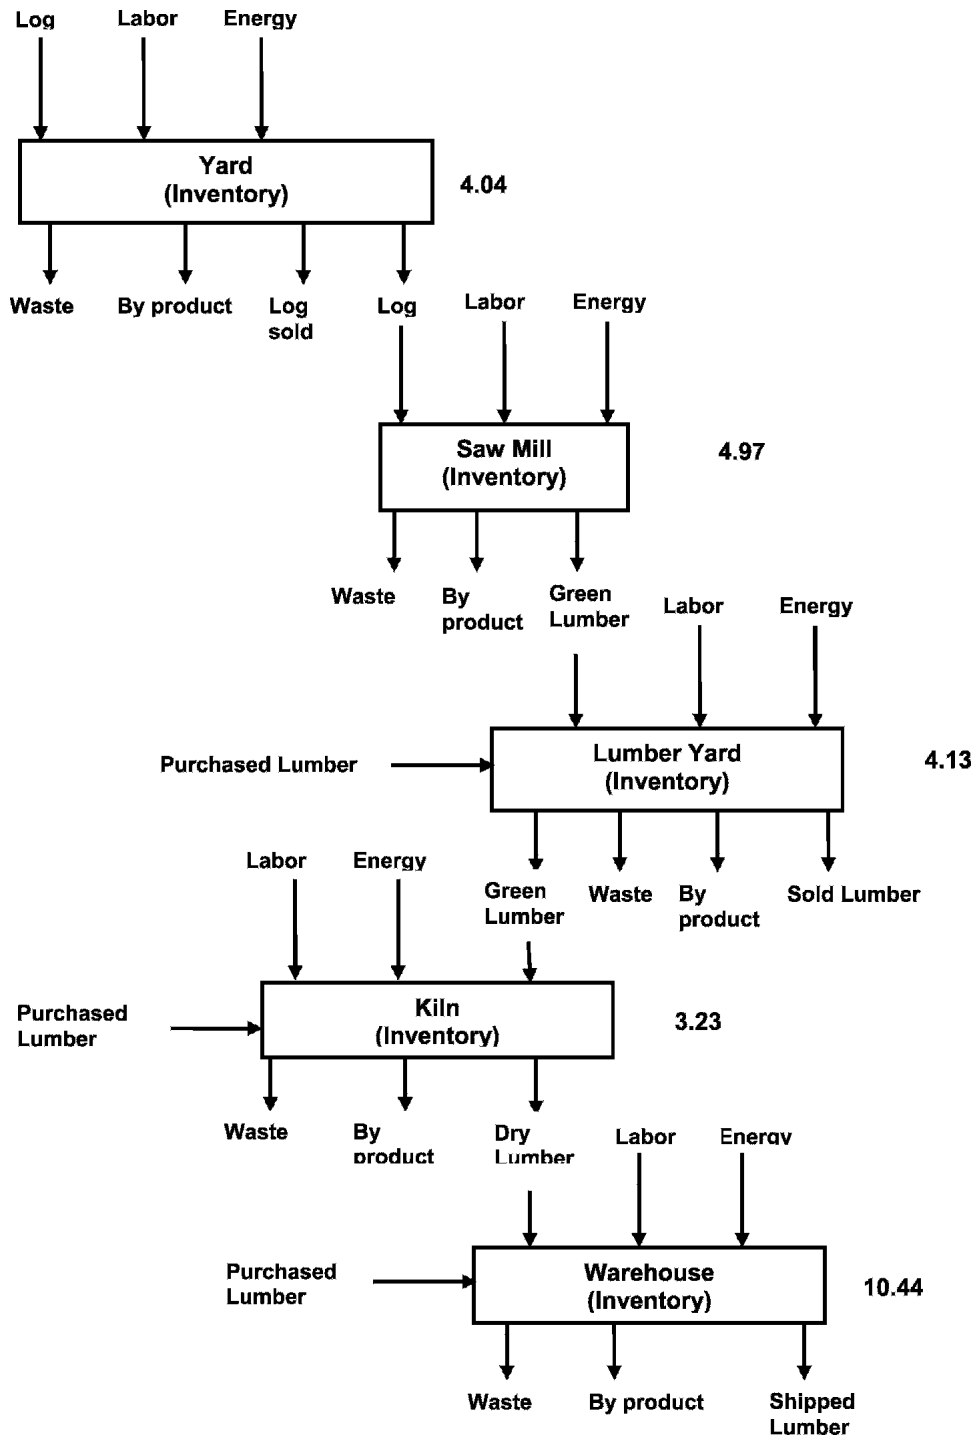 Log Labor Energy
Yard
(Inventory)
4.04
Waste By product Log
sold
Log Labor Energy
Saw Mill
(Inventory)
4.97
Waste By
product
Green
Lumber
Labor Energy
Purchased Lumber
Lumber Yard
(Inventory)
4.13
Labor Energy
Green
Lumber
Waste By
product
Sold Lumber
Purchased
Lumber
Kiln
(Inventory)
3.23
Waste By
product
Dry
Lumber
Labor Energy
Purchased
Lumber
Warehouse
(Inventory)
10.44
Waste By product Shipped
Lumber